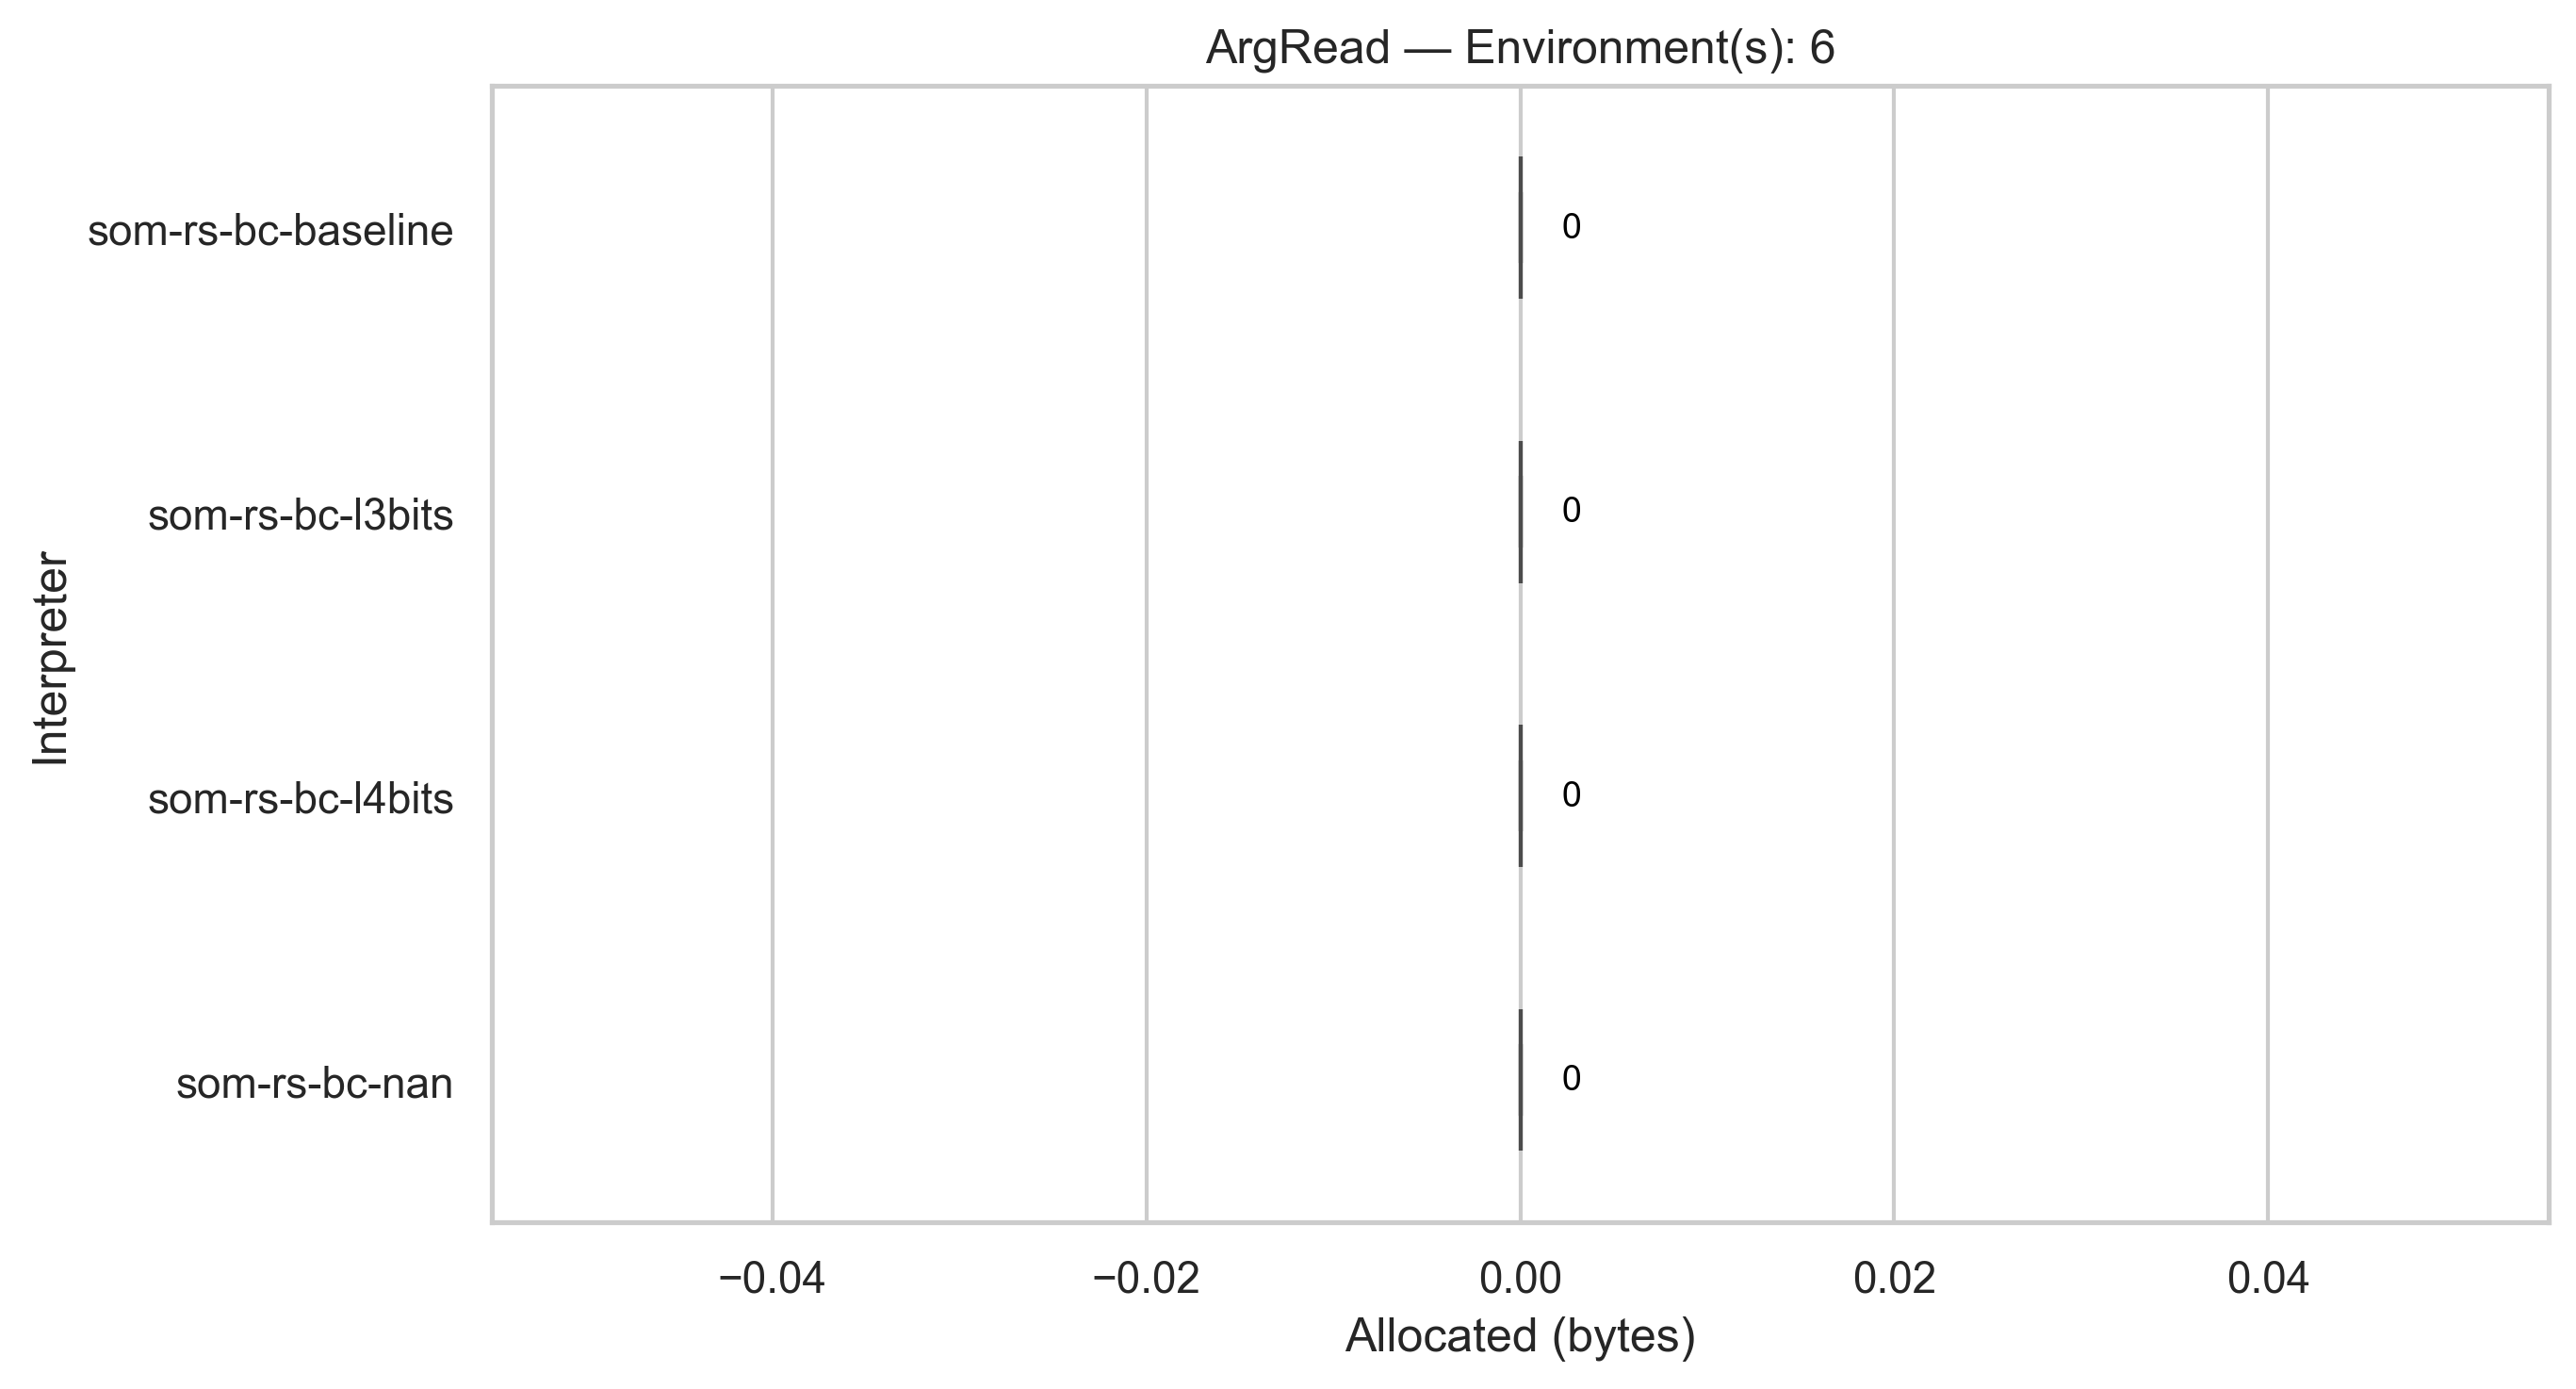 ArgRead — Environment(s): 6
Interpreter
som-rs-bc-baseline
0
som-rs-bc-l3bits
0
som-rs-bc-l4bits
0
som-rs-bc-nan
0
−0.04
−0.02
0.00
0.02
0.04
Allocated (bytes)